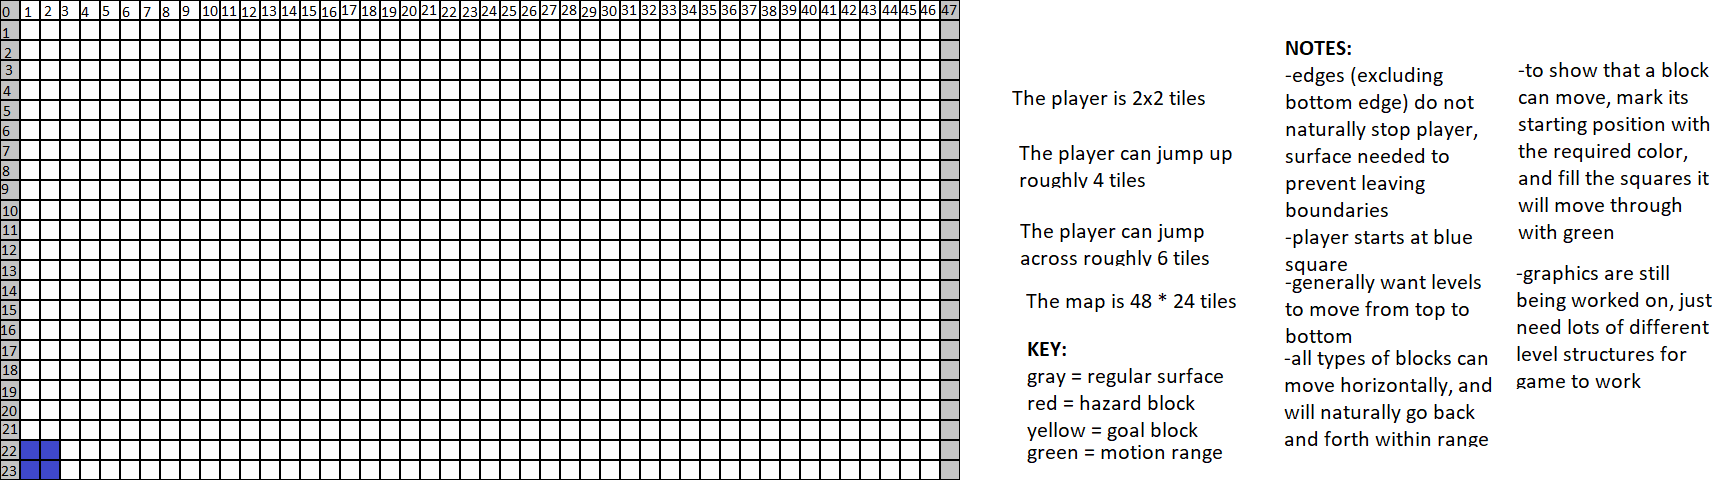 0 1 2 3 4 5 6 7 8 9 10 11 12 13 14 15 16 17 18 19 20 21 22 23 24 25 26 27 28 29 30 31 32 33 34 35 36 37 38 39 40 41 42 43 44 45 46 47
1
2
3
4
5
6
7
8
9
10
11
12
13
14
15
16
17
18
19
20
21
22
23
The player is 2x2 tiles
The player can jump up
roughly 4 tiles
The player can jump
across roughly 6 tiles
The map is 48 * 24 tiles
KEY:
gray = regular surface
red = hazard block
yellow = goal block
green = motion range
NOTES:
-edges (excluding
bottom edge) do not
naturally stop player,
surface needed to
prevent leaving
boundaries
-player starts at blue
square
-generally want levels
to move from top to
bottom
-all types of blocks can
move horizontally, and
will naturally go back
and forth within range
-to show that a block
can move, mark its
starting position with
the required color,
and fill the squares it
will move through
with green
-graphics are still
being worked on, just
need lots of different
level structures for
game to work